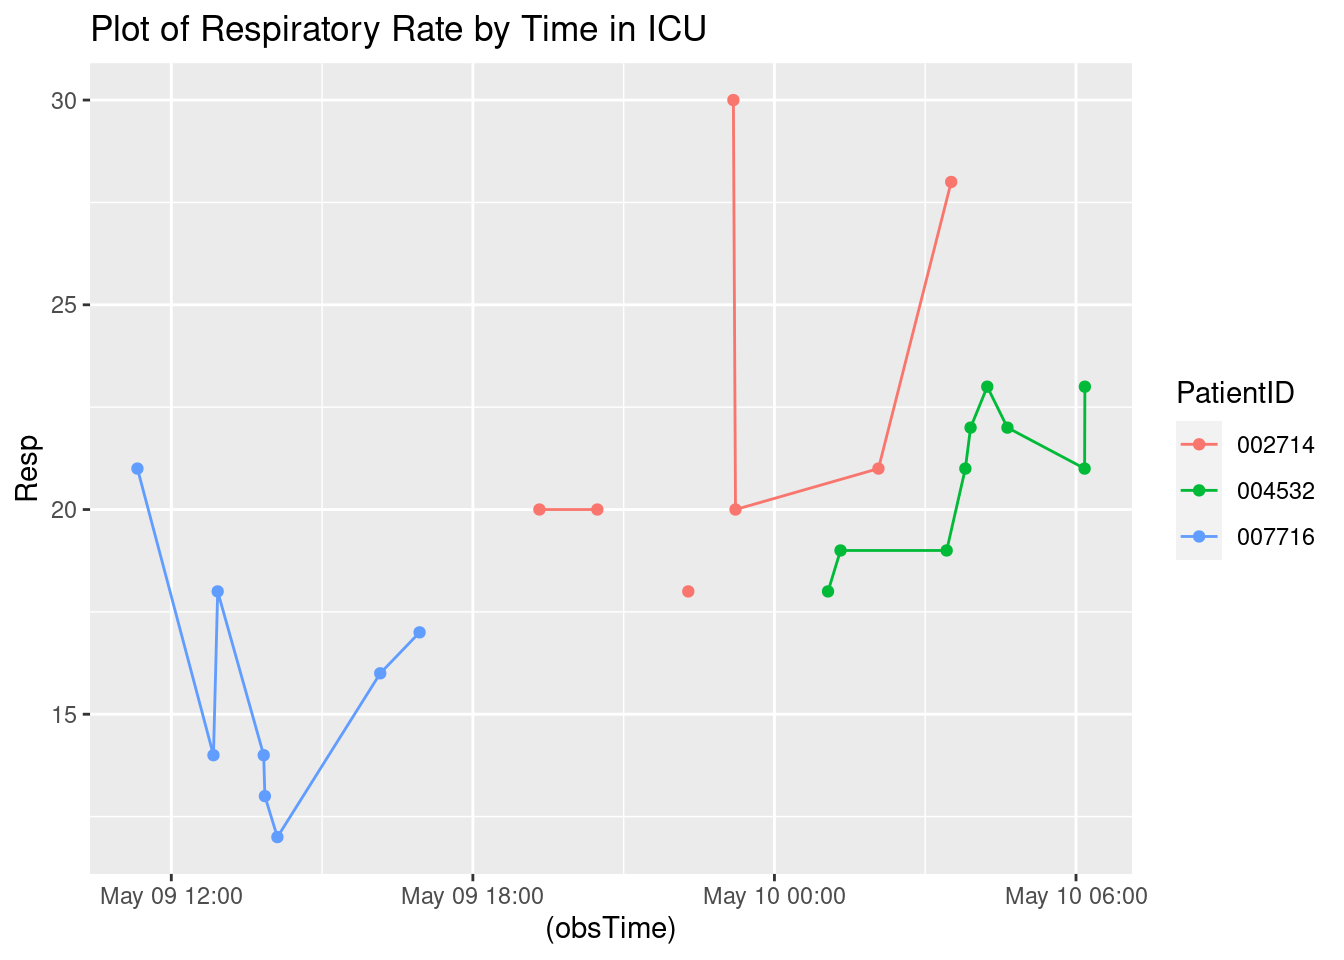 Plot of Respiratory Rate by Time in ICU
30
25
20
15
Resp
May 09 12:00
May 09 18:00
May 10 00:00
May 10 06:00
(obsTime)
PatientID
002714
004532
007716